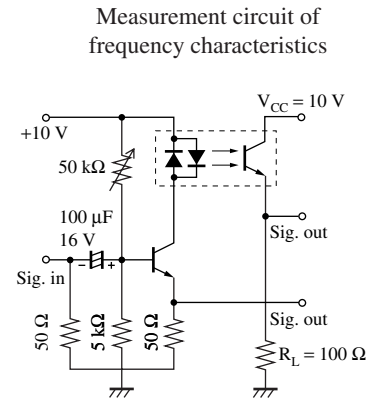 Measurement circuit of
frequency characteristics
V_CC = 10 V
+10 V
50 kΩ
100 μF
16 V
- +
Sig. in
Sig. out
Sig. out
50 Ω
5 kΩ
50 Ω
R_L = 100 Ω